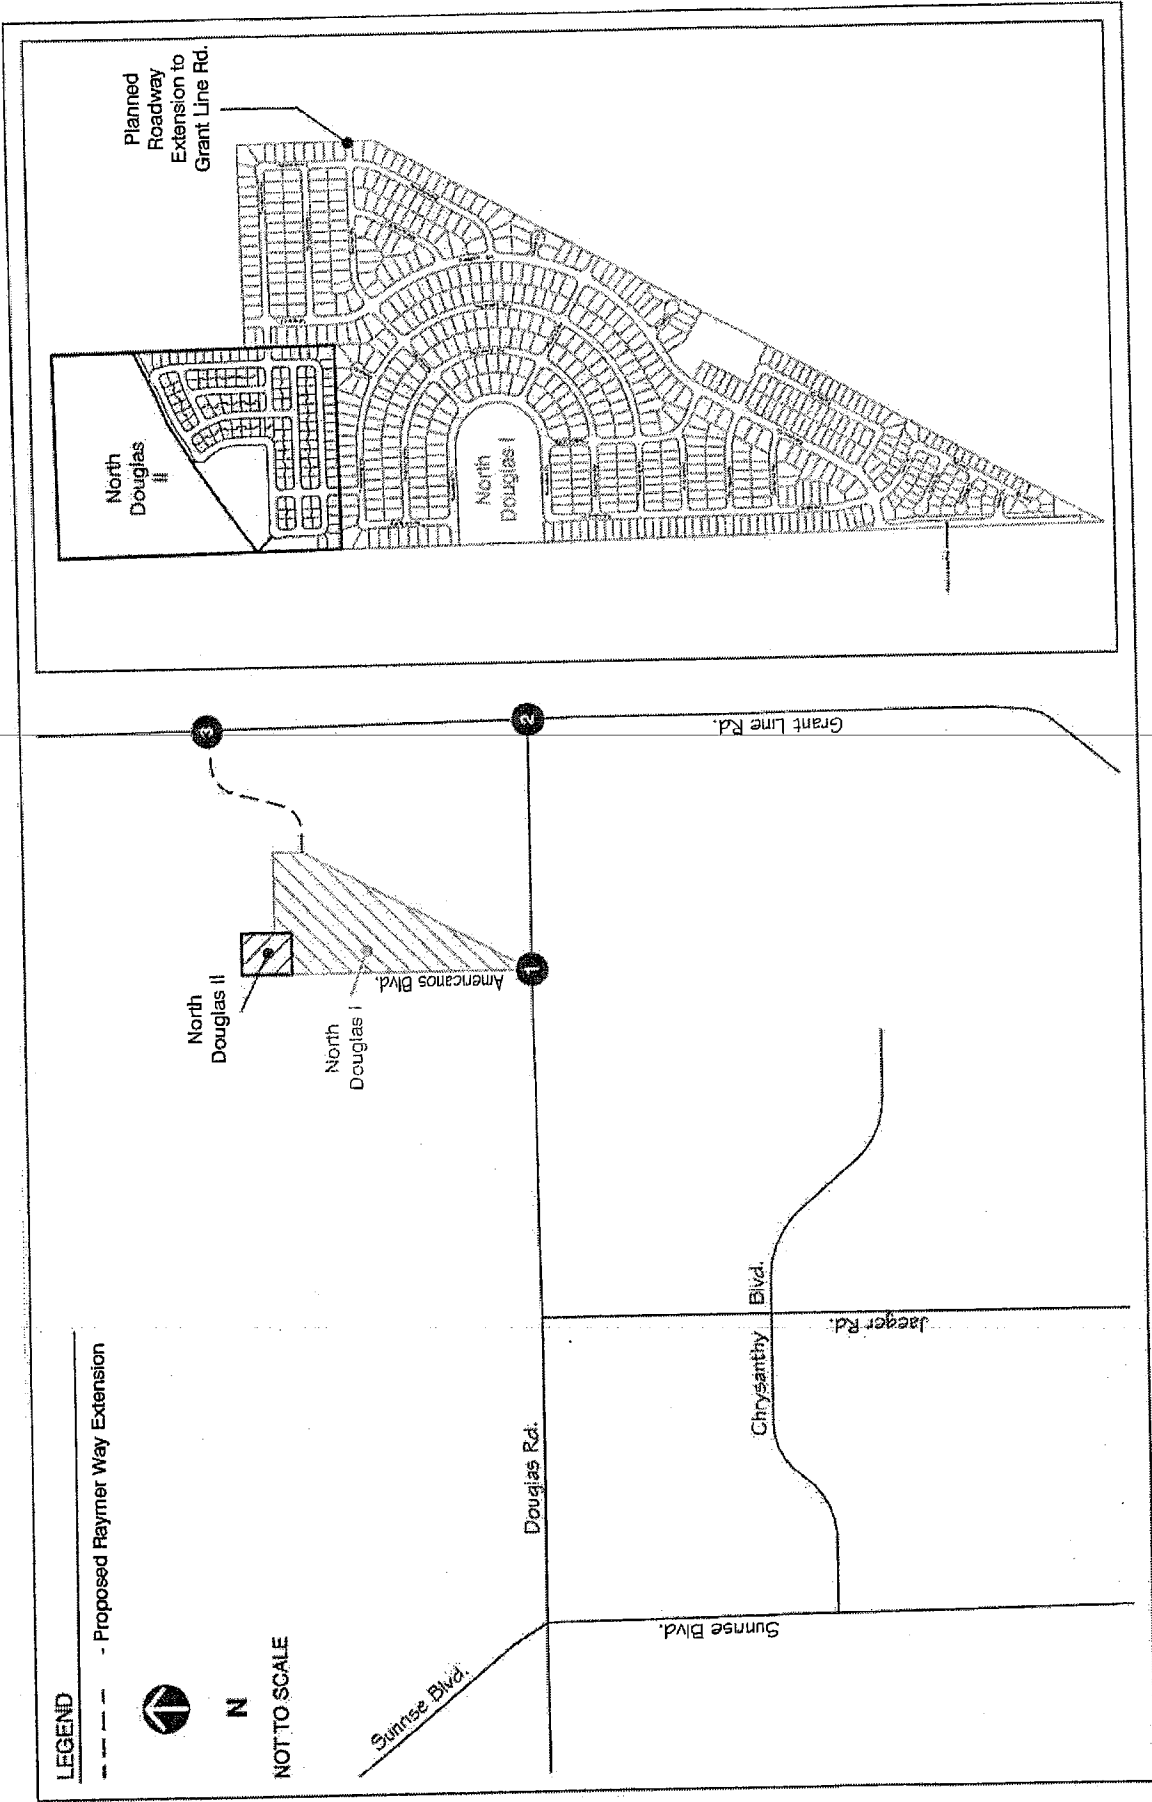 LEGEND
- Proposed Raymer Way Extension
N
NOT TO SCALE
Sunrise Blvd.
Sunrise Blvd.
Douglas Rd.
Chrysanthy Blvd.
Jaeger Rd.
North
Douglas II
North
Douglas I
Americanos Blvd.
1
2
3
Grant Line Rd.
North
Douglas
II
North
Douglas I
Planned
Roadway
Extension to
Grant Line Rd.